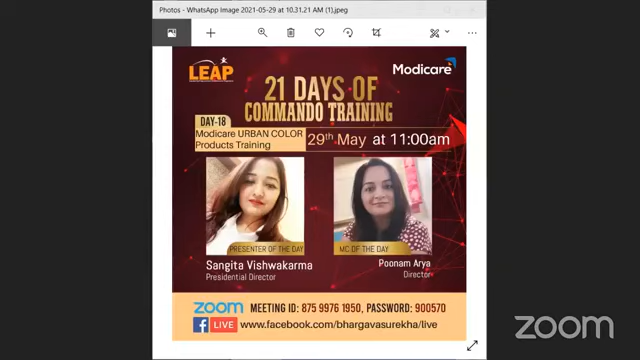 Photos - WhatsApp Image 2021-05-29 at 10.31.21 AM (1).jpeg
LEAP
Modicare
21 DAYS OF
COMMANDO TRAINING
DAY-18
Modicare URBAN COLOR
Products Training
29th May at 11:00am
PRESENTER OF THE DAY
MC OF THE DAY
Sangita Vishwakarma
Presidential Director
Poonam Arya
Director
zoom MEETING ID: 875 9976 1950, PASSWORD: 900570
f LIVE www.facebook.com/bhargavasurekha/live
zoom